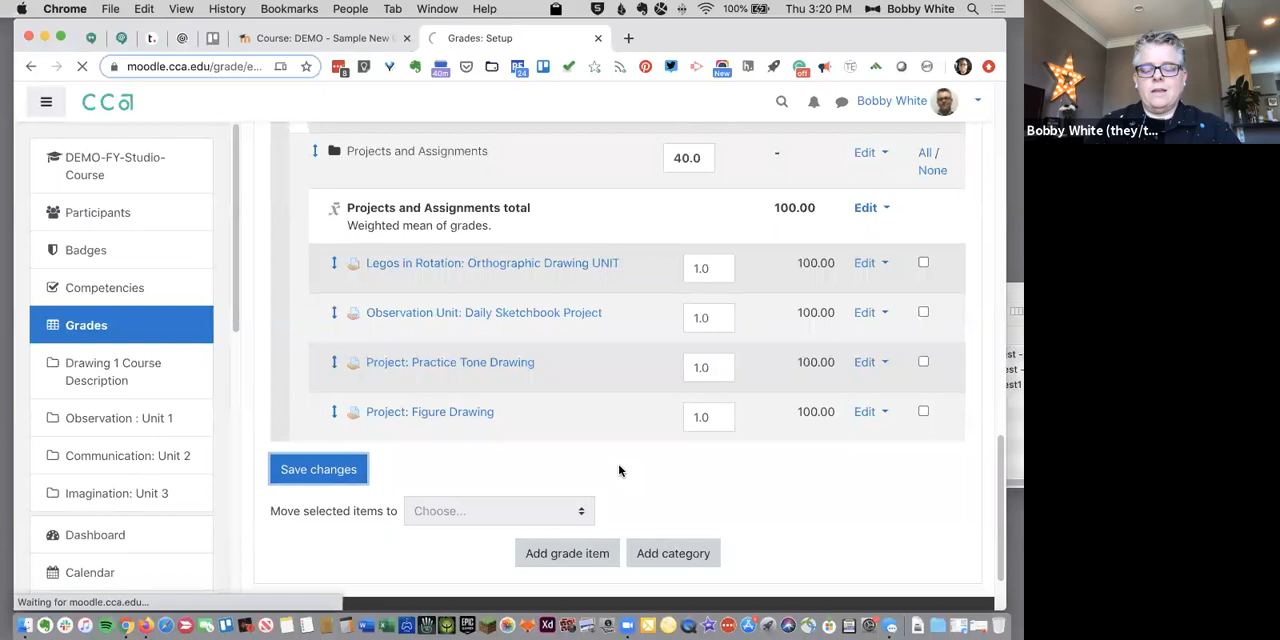 Chrome File Edit View History Bookmarks People Tab Window Help 100% Thu 3:20 PM Bobby White
t. Course: DEMO - Sample New Grades: Setup
moodle.cca.edu/grade/e...
8 40m 24 New off
CCA Bobby White
DEMO-FY-Studio-
Course
Participants
Badges
Competencies
Grades
Drawing 1 Course
Description
Observation : Unit 1
Communication: Unit 2
Imagination: Unit 3
Dashboard
Calendar
Projects and Assignments 40.0 - Edit All /
None
Projects and Assignments total 100.00 Edit
Weighted mean of grades.
Legos in Rotation: Orthographic Drawing UNIT 1.0 100.00 Edit
Observation Unit: Daily Sketchbook Project 1.0 100.00 Edit
Project: Practice Tone Drawing 1.0 100.00 Edit
Project: Figure Drawing 1.0 100.00 Edit
Save changes
Move selected items to Choose...
Add grade item Add category
Waiting for moodle.cca.edu...
Bobby White (they/t...